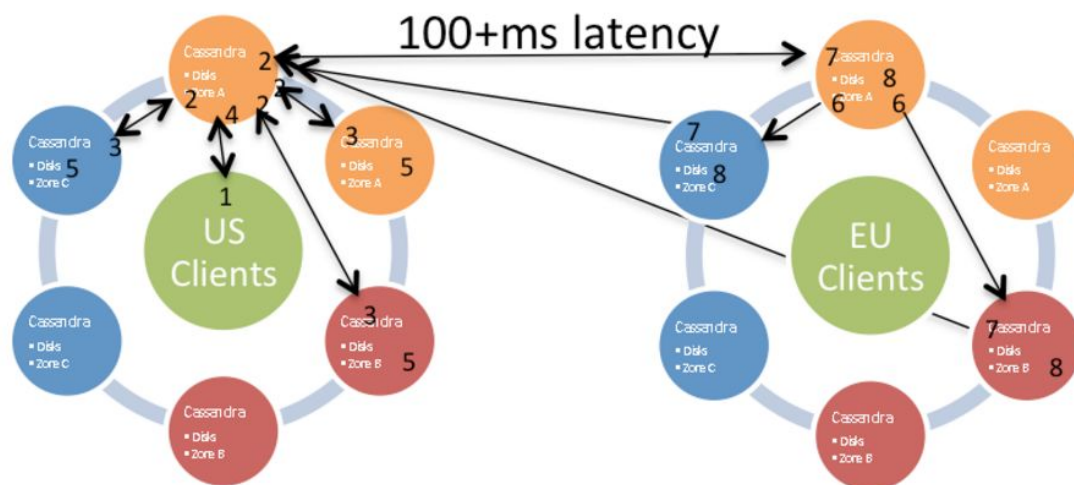 100+ms latency
Cassandra
▪ Disks
▪ Zone A
2
2
2
2
4
Cassandra
▪ Disks
▪ Zone C
3
5
Cassandra
▪ Disks
▪ Zone A
3
5
1
US
Clients
Cassandra
▪ Disks
▪ Zone C
Cassandra
▪ Disks
▪ Zone B
3
5
Cassandra
▪ Disks
▪ Zone B
Cassandra
▪ Disks
▪ Zone A
7
8
6
6
Cassandra
▪ Disks
▪ Zone C
7
8
Cassandra
▪ Disks
▪ Zone A
EU
Clients
Cassandra
▪ Disks
▪ Zone C
Cassandra
▪ Disks
▪ Zone B
7
8
Cassandra
▪ Disks
▪ Zone B